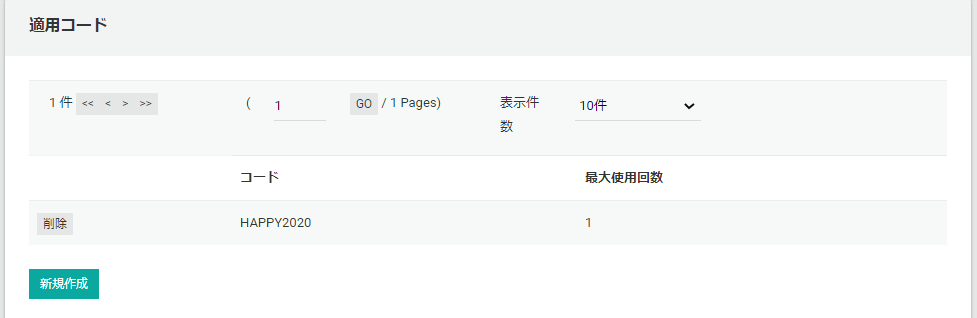 適用コード
1 件 << < > >> ( 1 GO / 1 Pages) 表示件数 10件
コード 最大使用回数
削除 HAPPY2020 1
新規作成